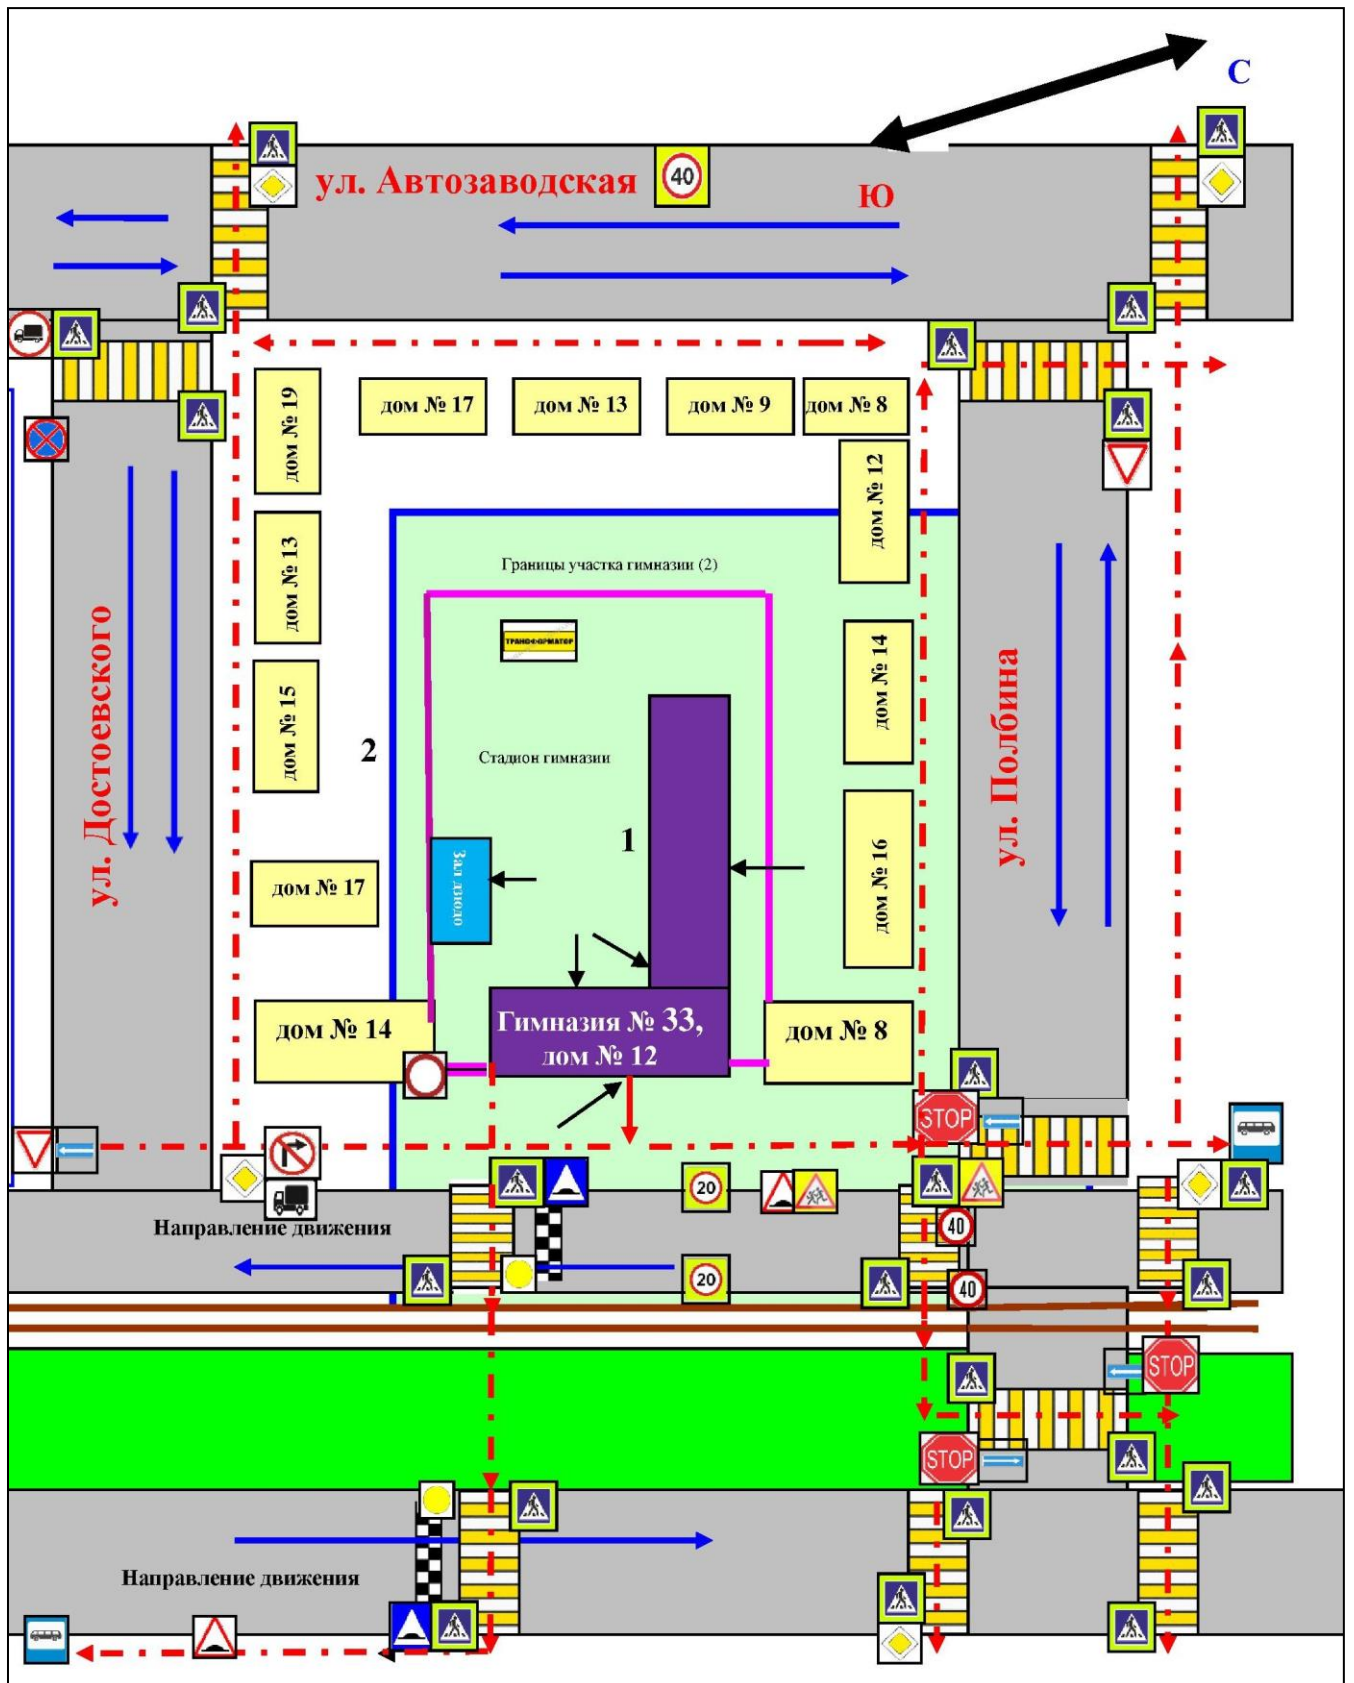 С
ул. Автозаводская
40
Ю
дом № 19
дом № 17
дом № 13
дом № 9
дом № 8
дом № 12
Границы участка гимназии (2)
ТРАНСФОРМАТОР
дом № 13
дом № 14
ул. Достоевского
ул. Полбина
дом № 15
2
Стадион гимназии
1
дом № 16
Зал дзюдо
дом № 17
дом № 14
Гимназия № 33,
дом № 12
дом № 8
STOP
20
Направление движения
40
20
40
STOP
STOP
Направление движения